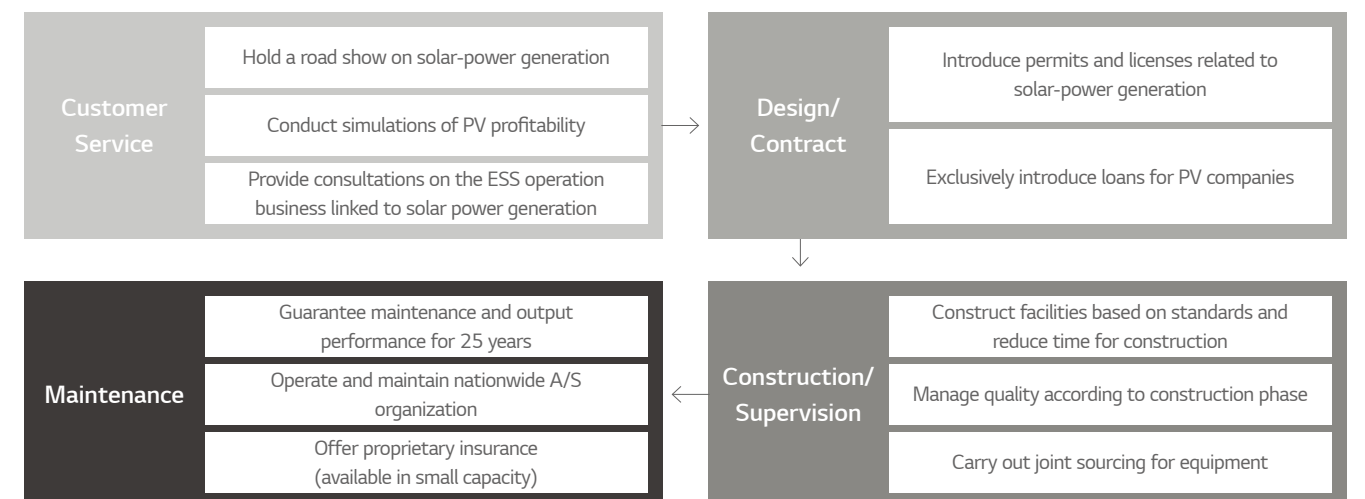 Customer
Service
Hold a road show on solar-power generation
Conduct simulations of PV profitability
Provide consultations on the ESS operation
business linked to solar power generation
Design/
Contract
Introduce permits and licenses related to
solar-power generation
Exclusively introduce loans for PV companies
Construction/
Supervision
Construct facilities based on standards and
reduce time for construction
Manage quality according to construction phase
Carry out joint sourcing for equipment
Maintenance
Guarantee maintenance and output
performance for 25 years
Operate and maintain nationwide A/S
organization
Offer proprietary insurance
(available in small capacity)